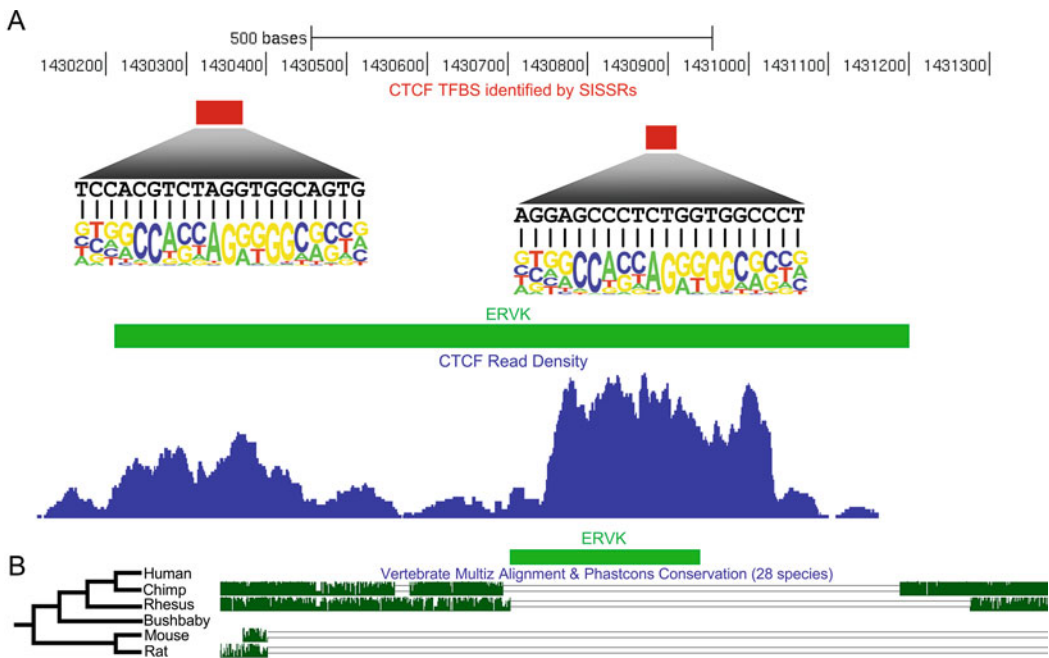 A
500 bases
1430200 1430300 1430400 1430500 1430600 1430700 1430800 1430900 1431000 1431100 1431200 1431300
CTCF TFBS identified by SISSRs
TCCACGTCTAGGTGGCAGTG
AGGAGCCCTCTGGTGGCCCT
ERVK
CTCF Read Density
ERVK
B
Vertebrate Multiz Alignment & Phastcons Conservation (28 species)
Human
Chimp
Rhesus
Bushbaby
Mouse
Rat